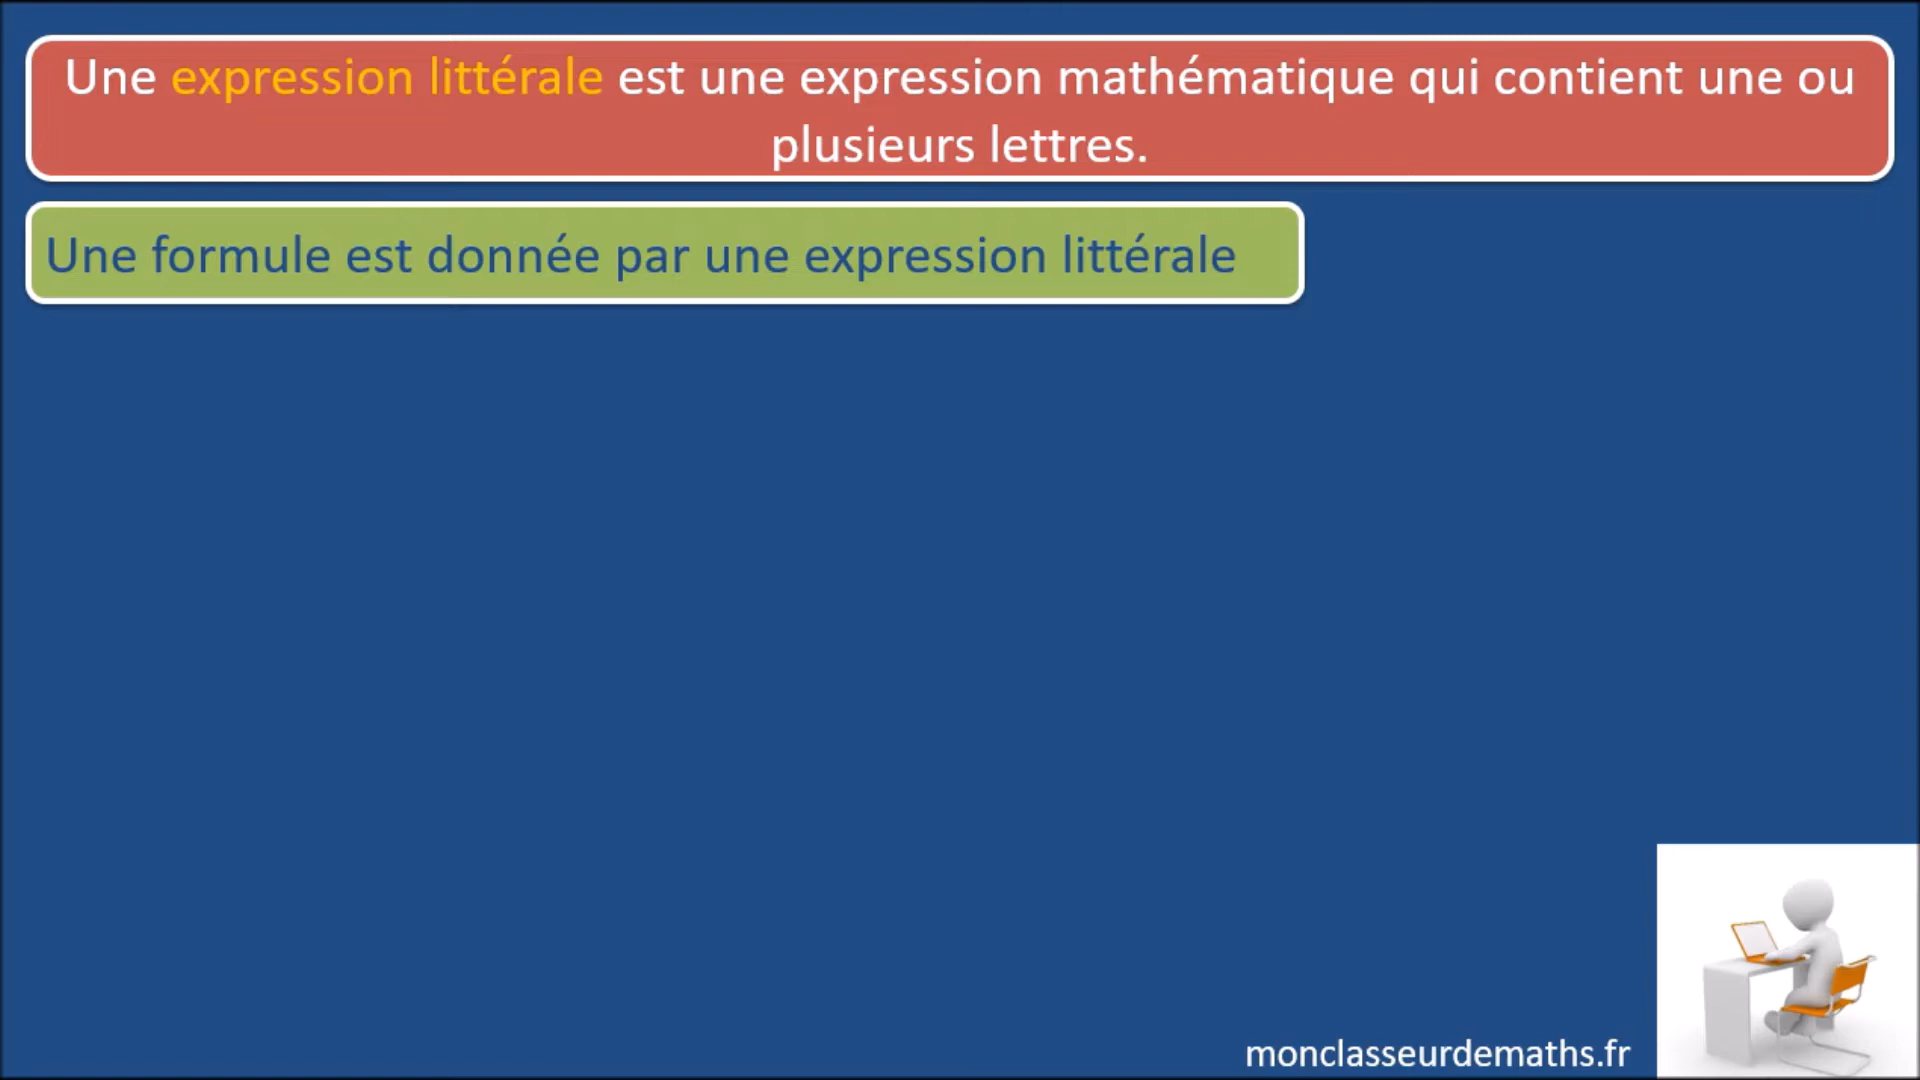 Une expression littérale est une expression mathématique qui contient une ou
plusieurs lettres.
Une formule est donnée par une expression littérale
monclasseurdemaths.fr